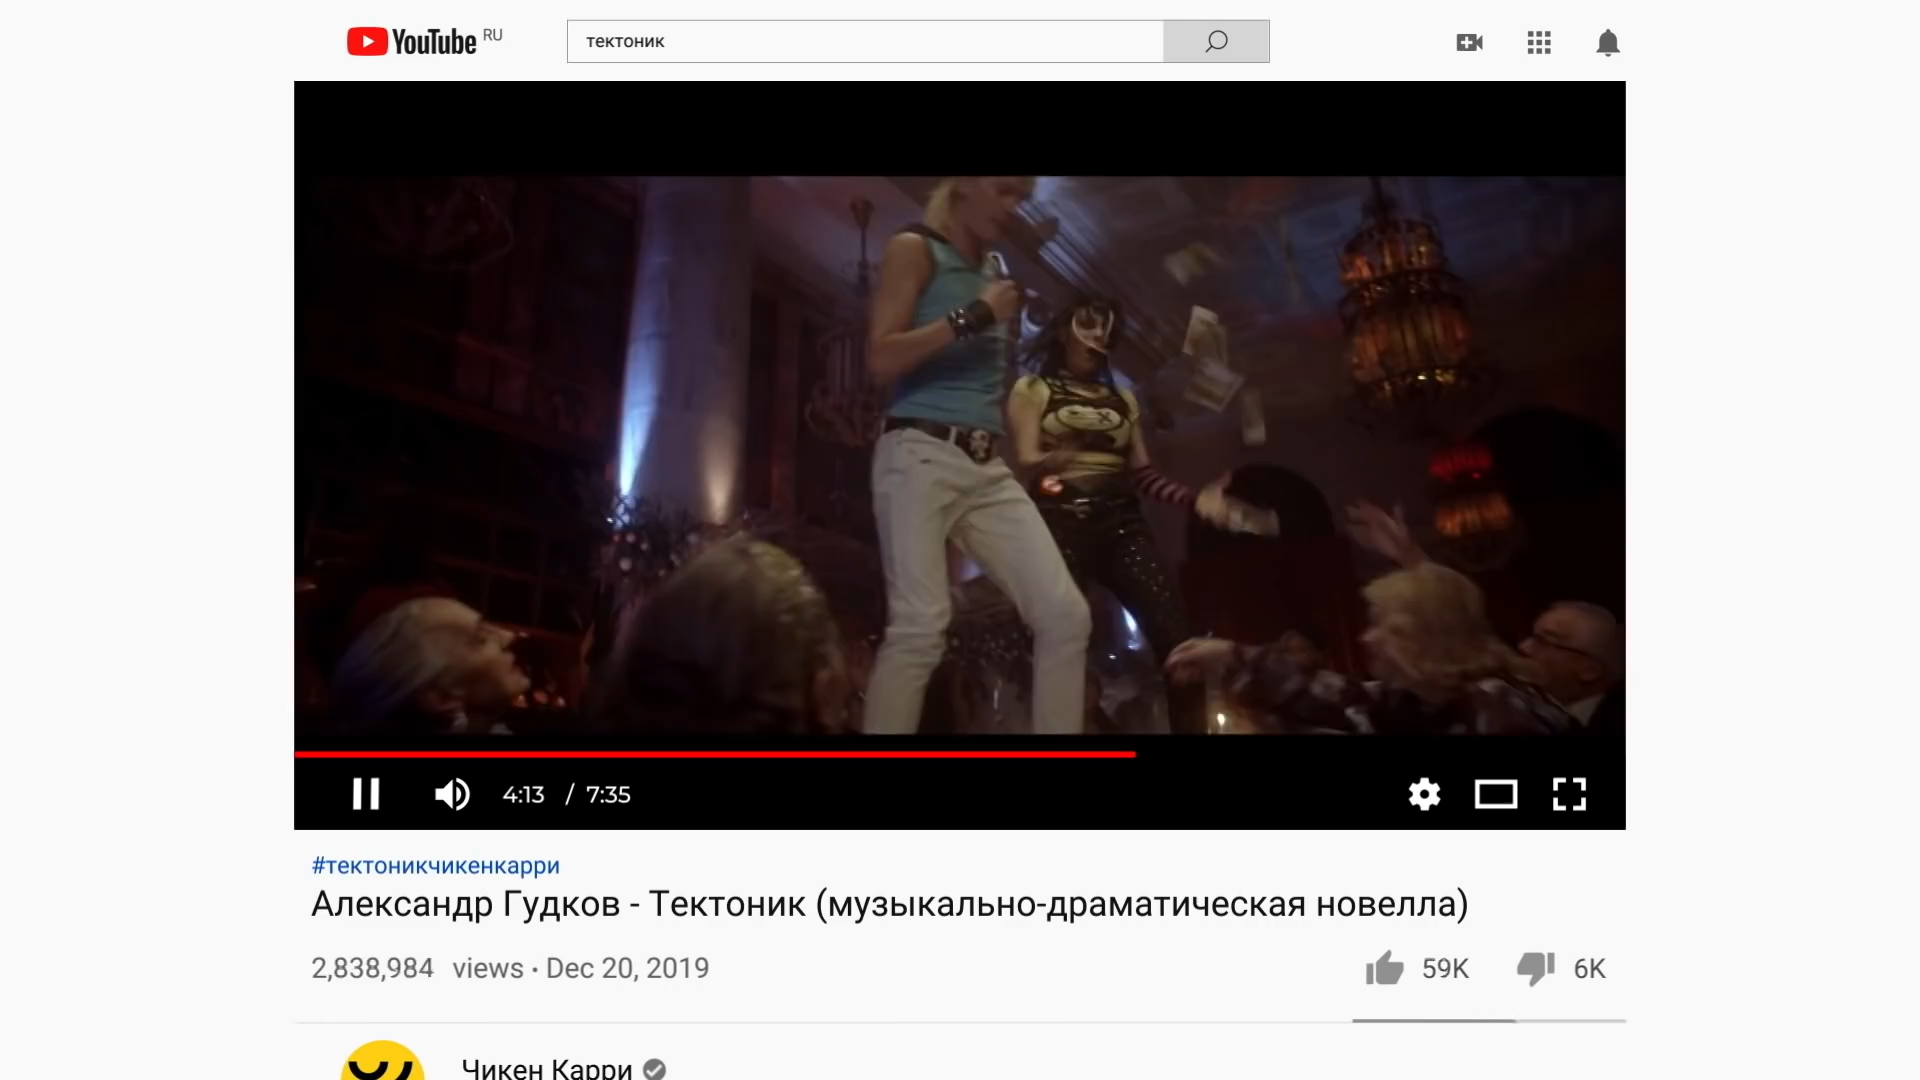 YouTube RU
тектоник
4:13 / 7:35
#тектоникчикенкарри
Александр Гудков - Тектоник (музыкально-драматическая новелла)
2,838,984 views • Dec 20, 2019
59K
6K
Чикен Карри